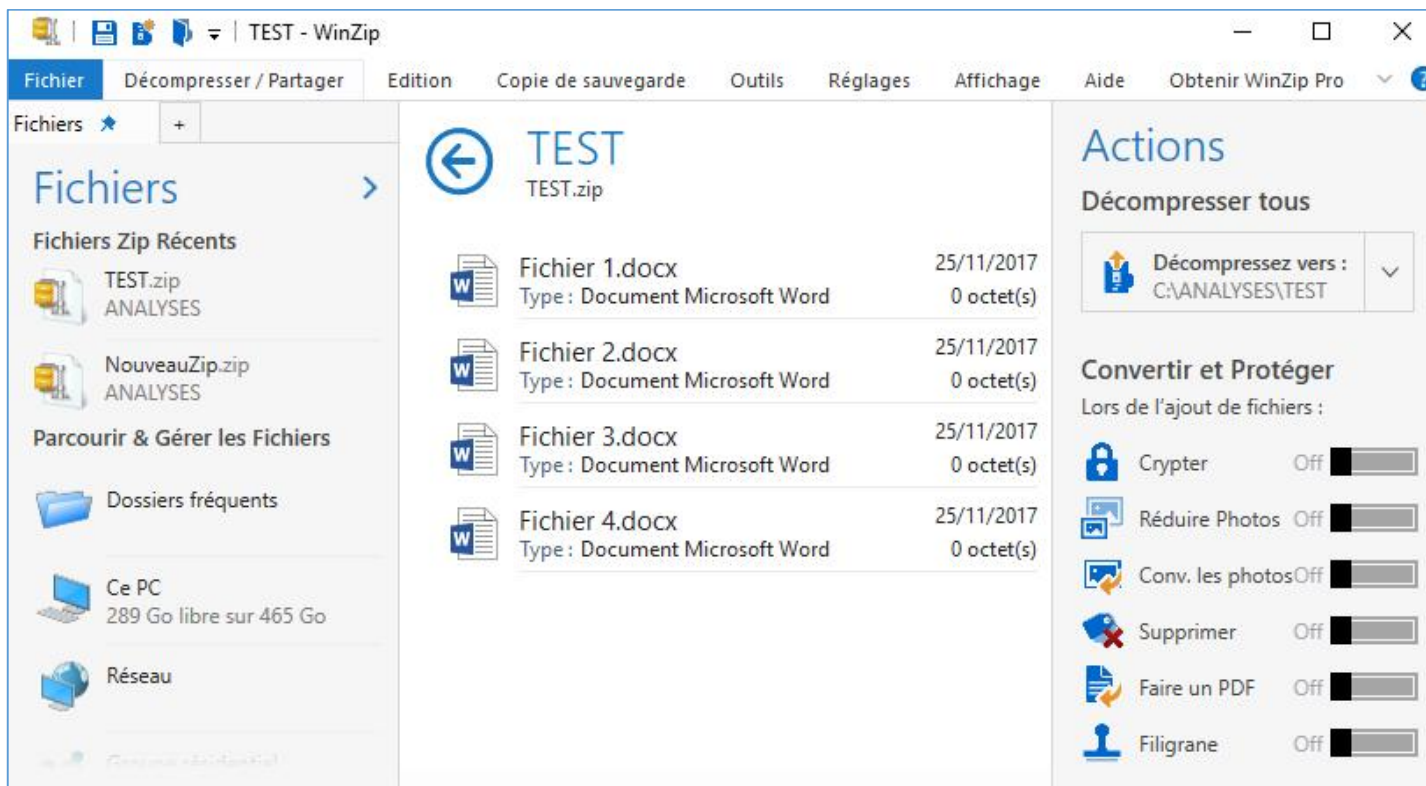 TEST - WinZip
Fichier Décompresser / Partager Edition Copie de sauvegarde Outils Réglages Affichage Aide Obtenir WinZip Pro ?
Fichiers +
Fichiers
Fichiers Zip Récents
TEST.zip
ANALYSES
NouveauZip.zip
ANALYSES
Parcourir & Gérer les Fichiers
Dossiers fréquents
Ce PC
289 Go libre sur 465 Go
Réseau
Groupe résidentiel
TEST
TEST.zip
Fichier 1.docx 25/11/2017
Type : Document Microsoft Word 0 octet(s)
Fichier 2.docx 25/11/2017
Type : Document Microsoft Word 0 octet(s)
Fichier 3.docx 25/11/2017
Type : Document Microsoft Word 0 octet(s)
Fichier 4.docx 25/11/2017
Type : Document Microsoft Word 0 octet(s)
Actions
Décompresser tous
Décompressez vers :
C:\ANALYSES\TEST
Convertir et Protéger
Lors de l'ajout de fichiers :
Crypter Off
Réduire Photos Off
Conv. les photos Off
Supprimer Off
Faire un PDF Off
Filigrane Off